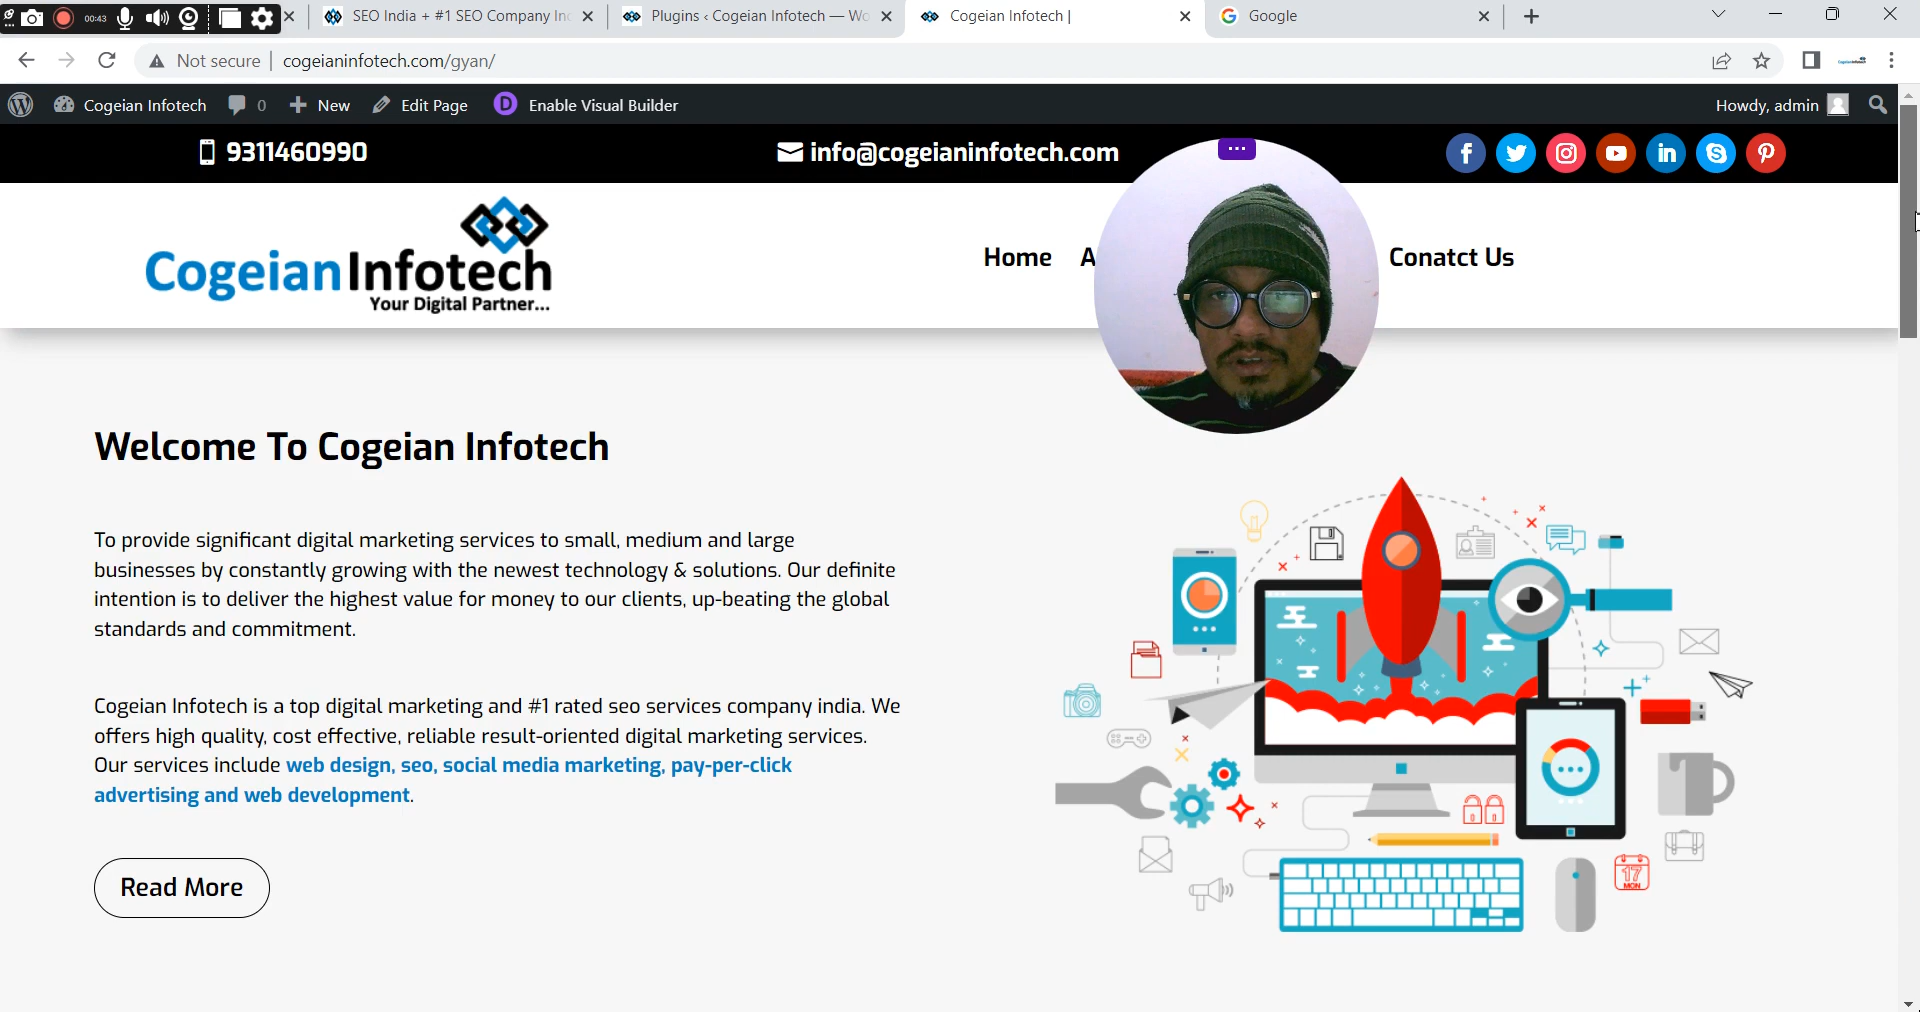 00:43
SEO India + #1 SEO Company In
Plugins ‹ Cogeian Infotech — Wo
Cogeian Infotech |
Google
Not secure
cogeianinfotech.com/gyan/
Cogeian Infotech
0
New
Edit Page
D
Enable Visual Builder
Howdy, admin
9311460990
info@cogeianinfotech.com
Cogeian Infotech
Your Digital Partner...
Home
A
Conatct Us
Welcome To Cogeian Infotech
To provide significant digital marketing services to small, medium and large
businesses by constantly growing with the newest technology & solutions. Our definite
intention is to deliver the highest value for money to our clients, up-beating the global
standards and commitment.
Cogeian Infotech is a top digital marketing and #1 rated seo services company india. We
offers high quality, cost effective, reliable result-oriented digital marketing services.
Our services include web design, seo, social media marketing, pay-per-click
advertising and web development.
Read More
17
MON